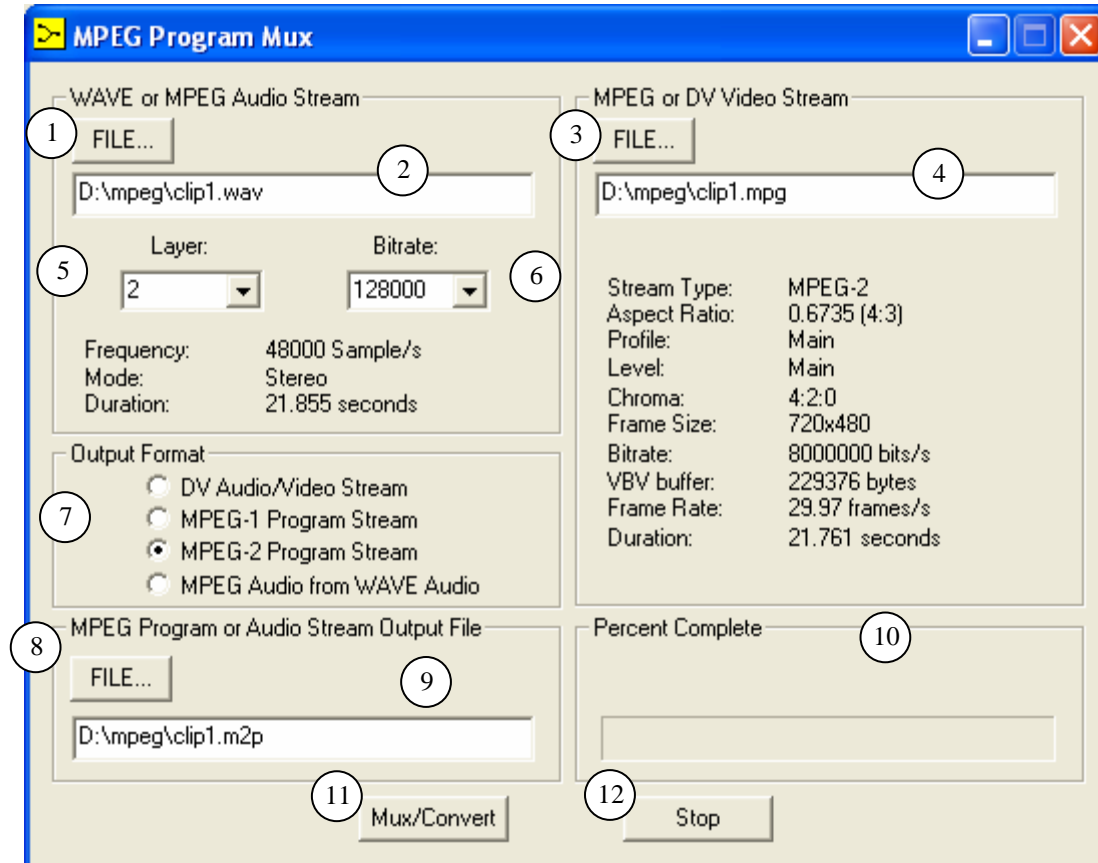 MPEG Program Mux
WAVE or MPEG Audio Stream
1
FILE...
2
D:\mpeg\clip1.wav
5
Layer:
Bitrate:
6
2
128000
Frequency: 48000 Sample/s
Mode: Stereo
Duration: 21.855 seconds
Output Format
7
DV Audio/Video Stream
MPEG-1 Program Stream
MPEG-2 Program Stream
MPEG Audio from WAVE Audio
MPEG Program or Audio Stream Output File
8
FILE...
9
D:\mpeg\clip1.m2p
MPEG or DV Video Stream
3
FILE...
4
D:\mpeg\clip1.mpg
Stream Type: MPEG-2
Aspect Ratio: 0.6735 (4:3)
Profile: Main
Level: Main
Chroma: 4:2:0
Frame Size: 720x480
Bitrate: 8000000 bits/s
VBV buffer: 229376 bytes
Frame Rate: 29.97 frames/s
Duration: 21.761 seconds
Percent Complete
10
11
Mux/Convert
12
Stop